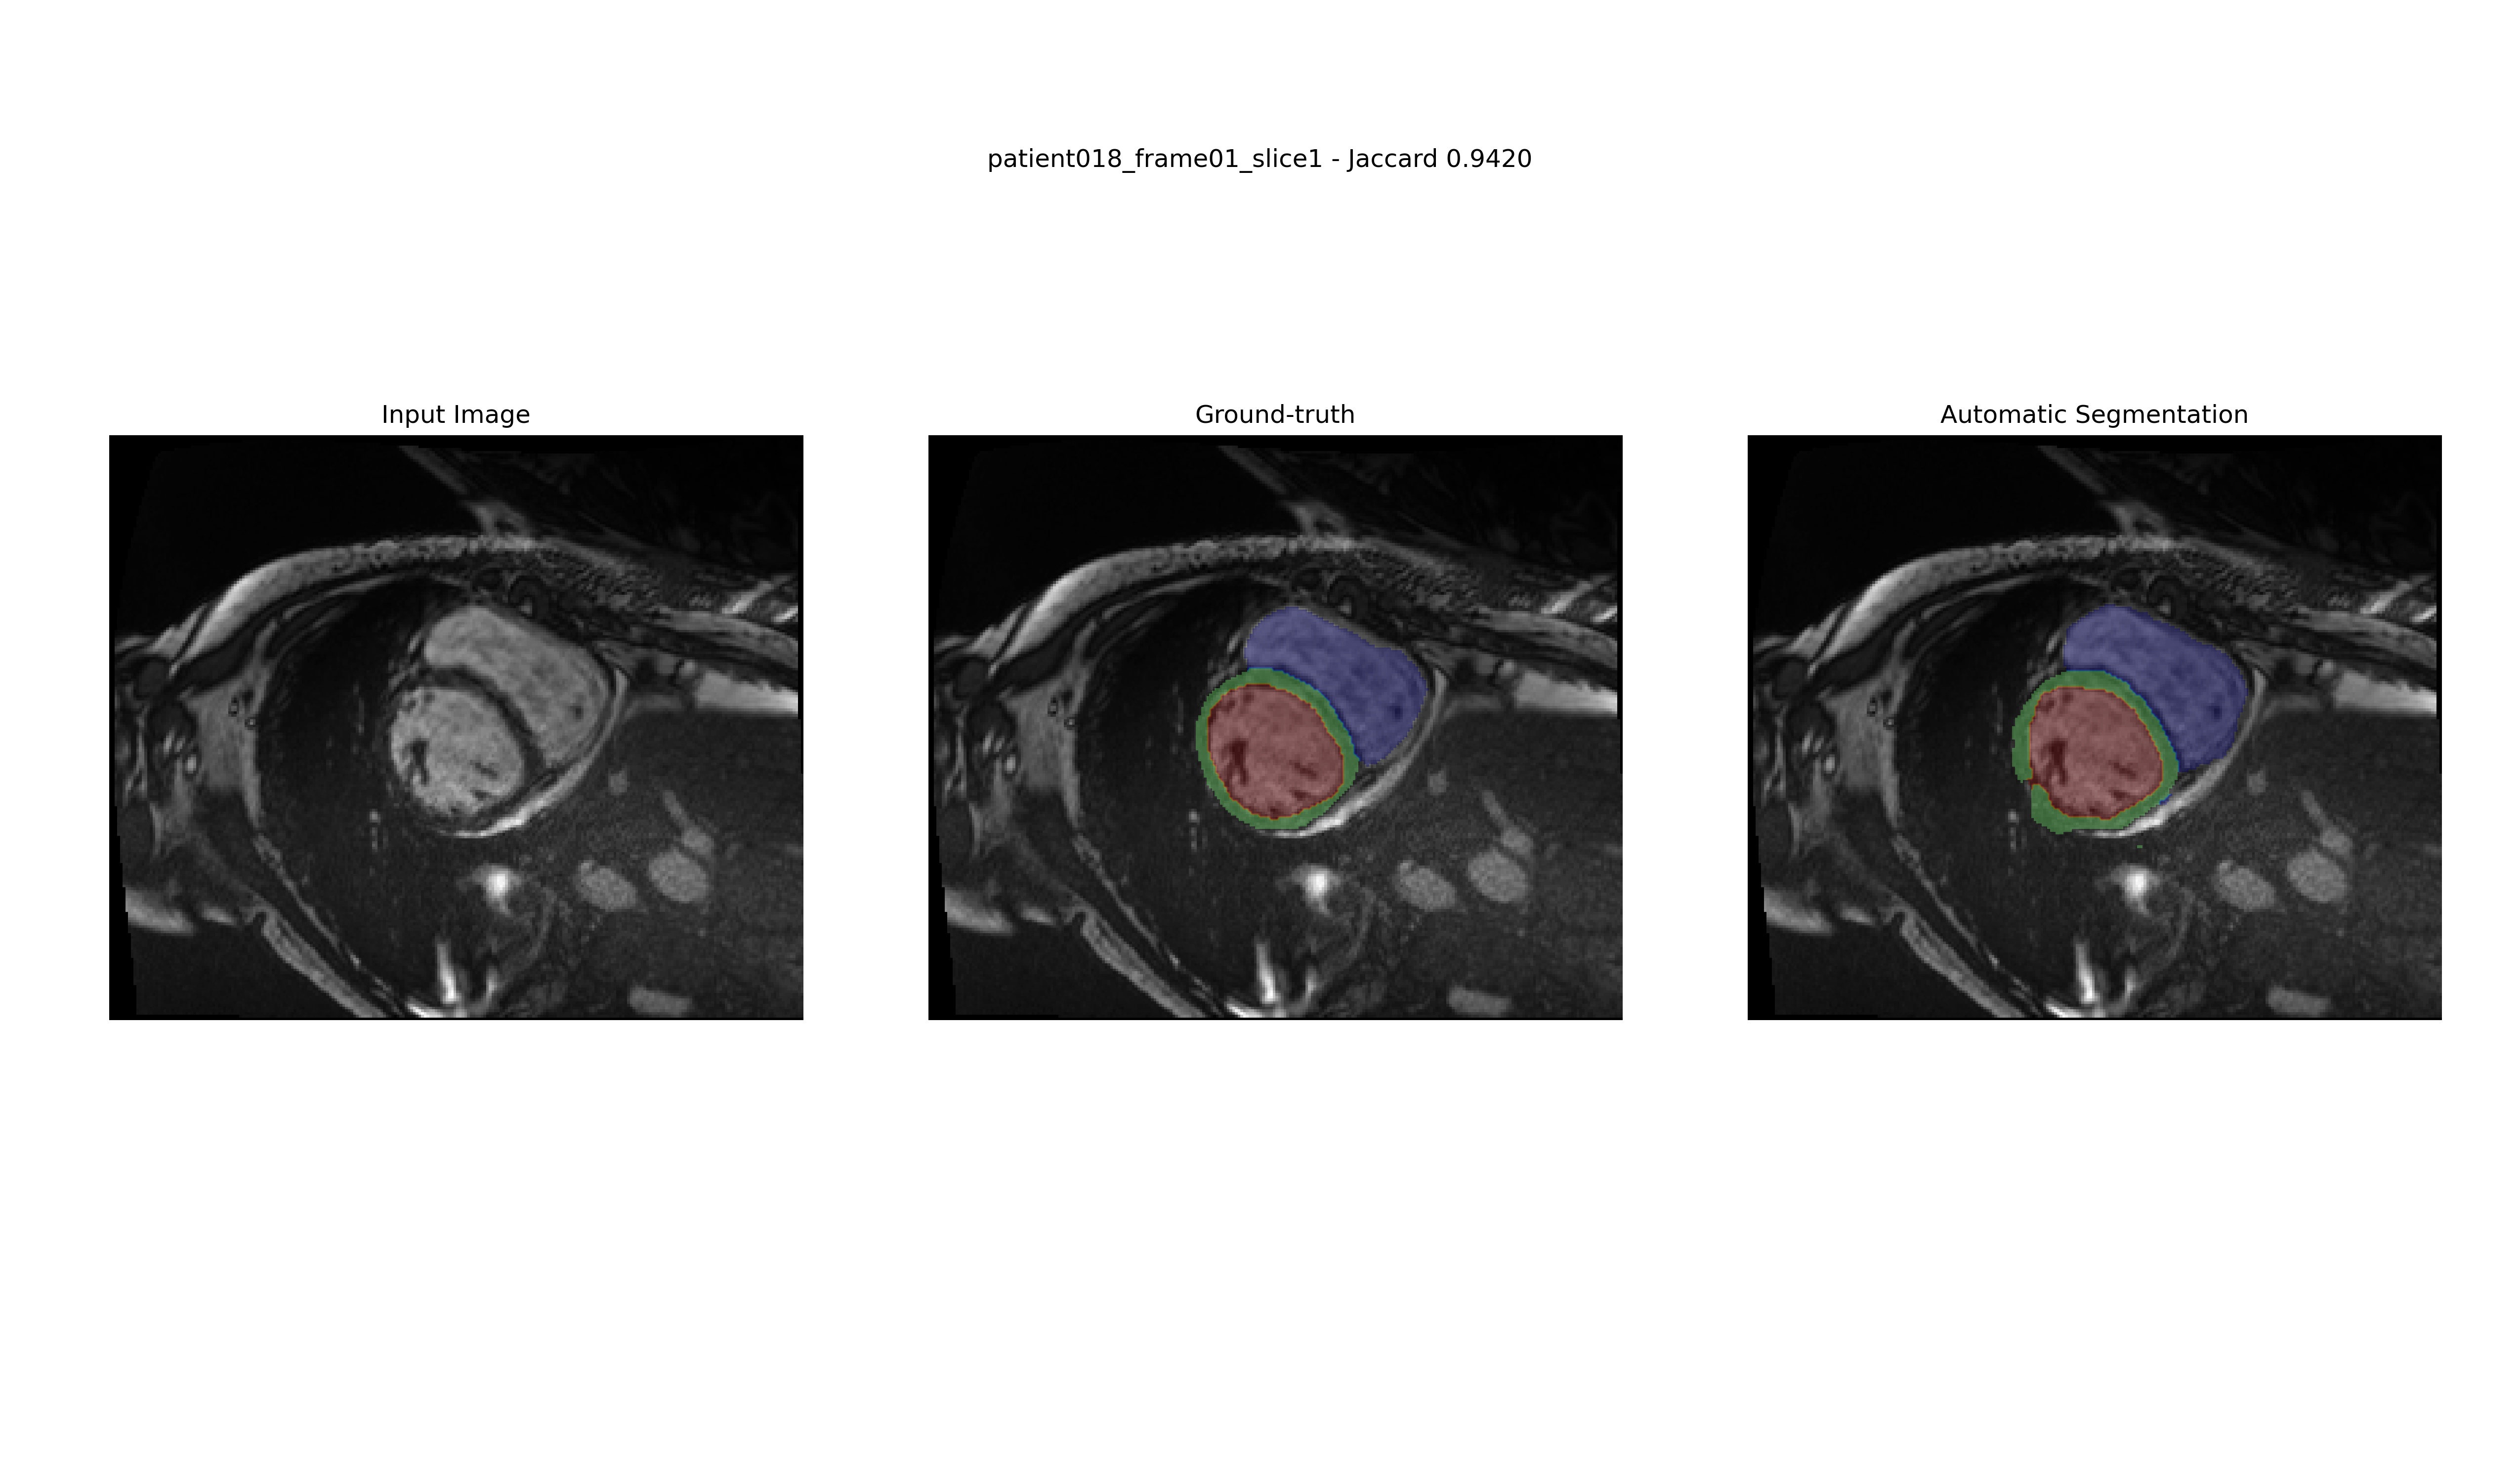 patient018_frame01_slice1 - Jaccard 0.9420
Input Image
Ground-truth
Automatic Segmentation